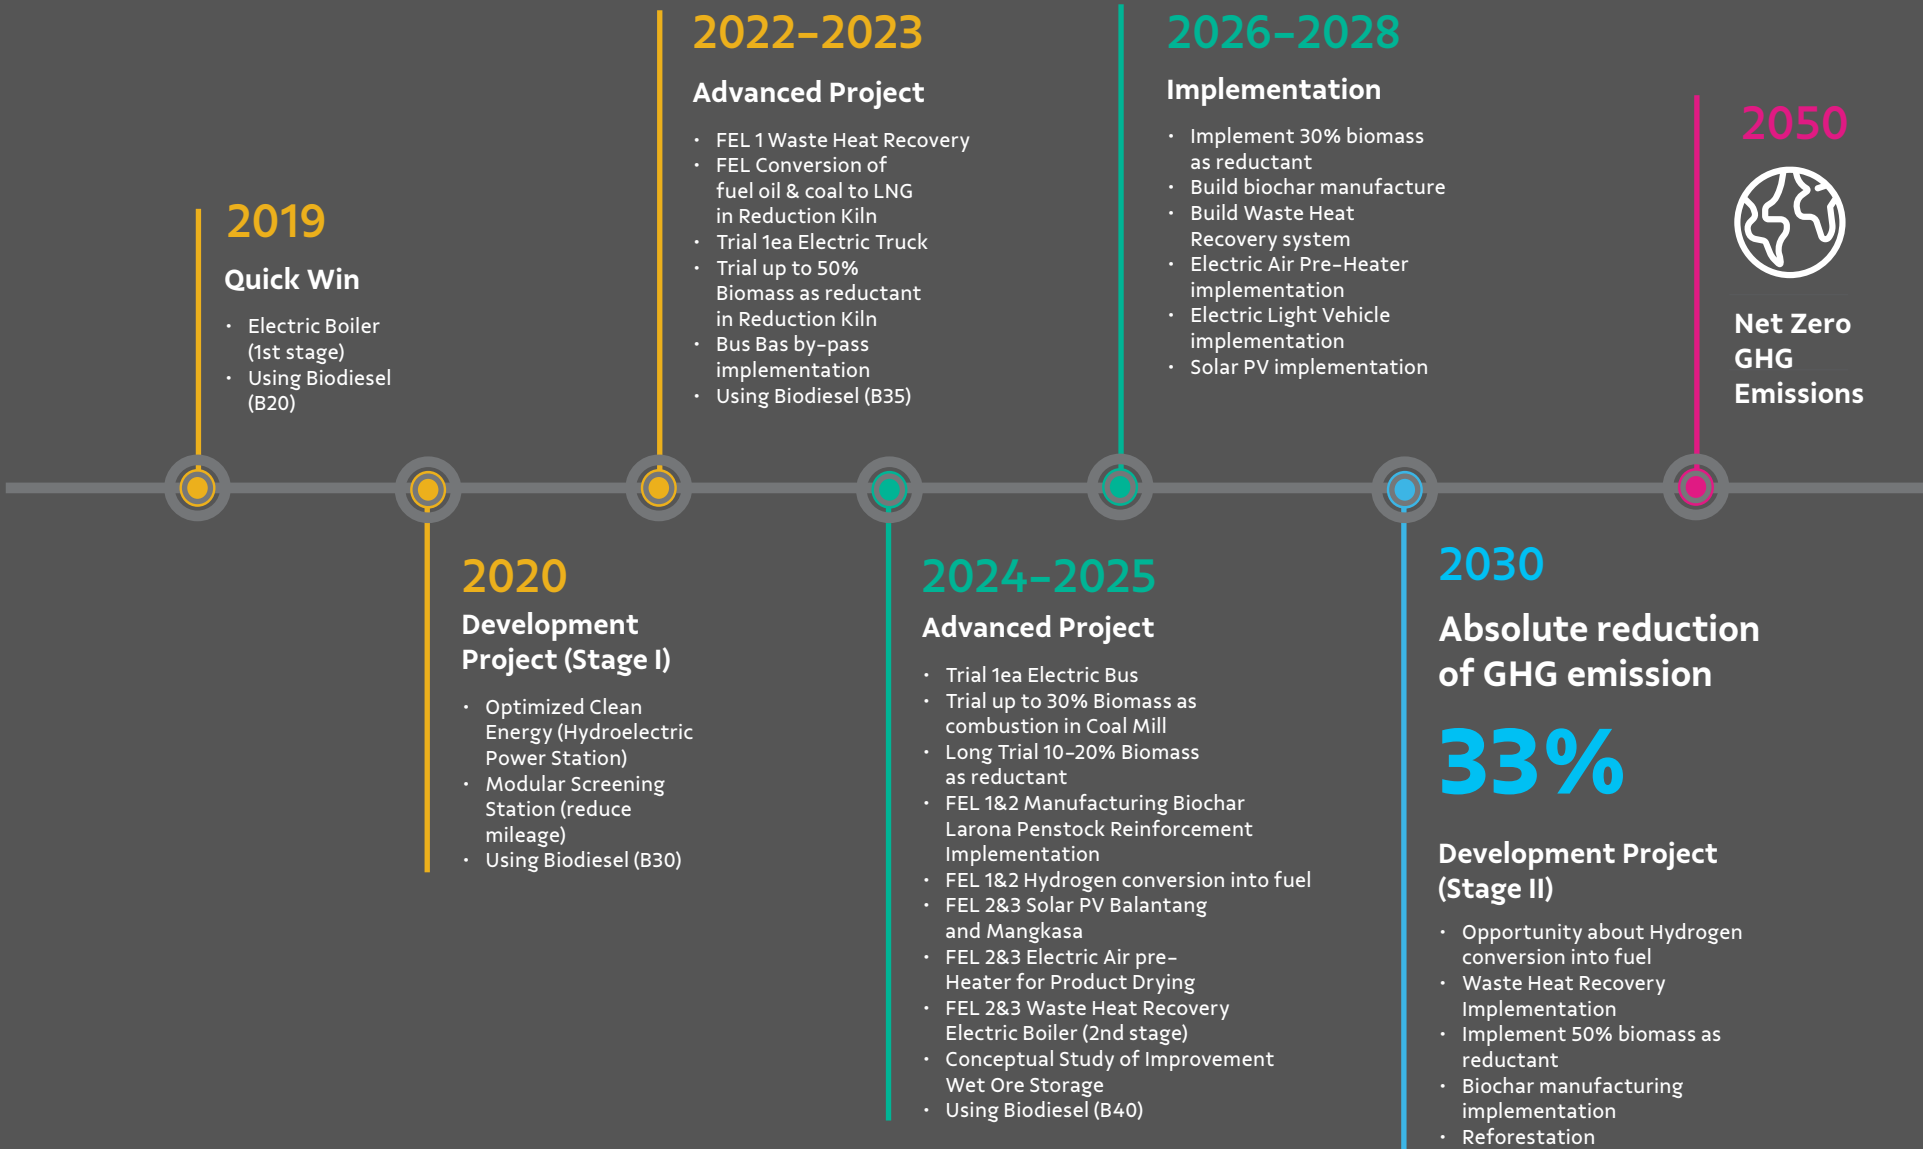 2019
Quick Win
• Electric Boiler
(1st stage)
• Using Biodiesel
(B20)
2020
Development
Project (Stage I)
• Optimized Clean
Energy (Hydroelectric
Power Station)
• Modular Screening
Station (reduce
mileage)
• Using Biodiesel (B30)
2022–2023
Advanced Project
• FEL 1 Waste Heat Recovery
• FEL Conversion of
fuel oil & coal to LNG
in Reduction Kiln
• Trial 1ea Electric Truck
• Trial up to 50%
Biomass as reductant
in Reduction Kiln
• Bus Bas by-pass
implementation
• Using Biodiesel (B35)
2024–2025
Advanced Project
• Trial 1ea Electric Bus
• Trial up to 30% Biomass as
combustion in Coal Mill
• Long Trial 10-20% Biomass
as reductant
• FEL 1&2 Manufacturing Biochar
Larona Penstock Reinforcement
Implementation
• FEL 1&2 Hydrogen conversion into fuel
• FEL 2&3 Solar PV Balantang
and Mangkasa
• FEL 2&3 Electric Air pre-
Heater for Product Drying
• FEL 2&3 Waste Heat Recovery
Electric Boiler (2nd stage)
• Conceptual Study of Improvement
Wet Ore Storage
• Using Biodiesel (B40)
2026–2028
Implementation
• Implement 30% biomass
as reductant
• Build biochar manufacture
• Build Waste Heat
Recovery system
• Electric Air Pre-Heater
implementation
• Electric Light Vehicle
implementation
• Solar PV implementation
2030
Absolute reduction
of GHG emission
33%
Development Project
(Stage II)
• Opportunity about Hydrogen
conversion into fuel
• Waste Heat Recovery
Implementation
• Implement 50% biomass as
reductant
• Biochar manufacturing
implementation
• Reforestation
2050
Net Zero
GHG
Emissions